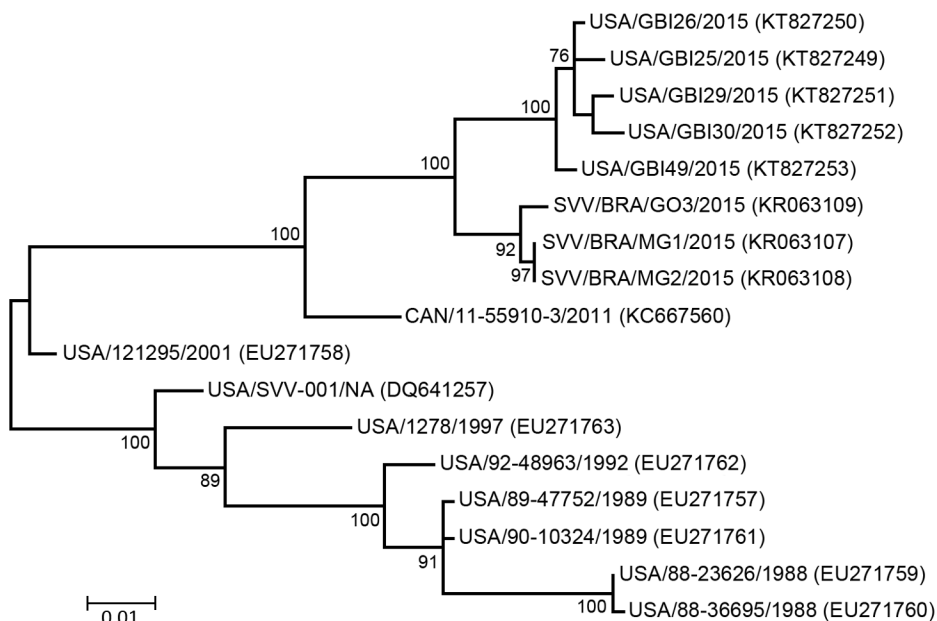 USA/GBI26/2015 (KT827250)
76
USA/GBI25/2015 (KT827249)
USA/GBI29/2015 (KT827251)
100
USA/GBI30/2015 (KT827252)
100
USA/GBI49/2015 (KT827253)
SVV/BRA/GO3/2015 (KR063109)
100
SVV/BRA/MG1/2015 (KR063107)
92
97
SVV/BRA/MG2/2015 (KR063108)
CAN/11-55910-3/2011 (KC667560)
USA/121295/2001 (EU271758)
USA/SVV-001/NA (DQ641257)
USA/1278/1997 (EU271763)
100
USA/92-48963/1992 (EU271762)
89
USA/89-47752/1989 (EU271757)
100
USA/90-10324/1989 (EU271761)
91
USA/88-23626/1988 (EU271759)
100
USA/88-36695/1988 (EU271760)
0.01